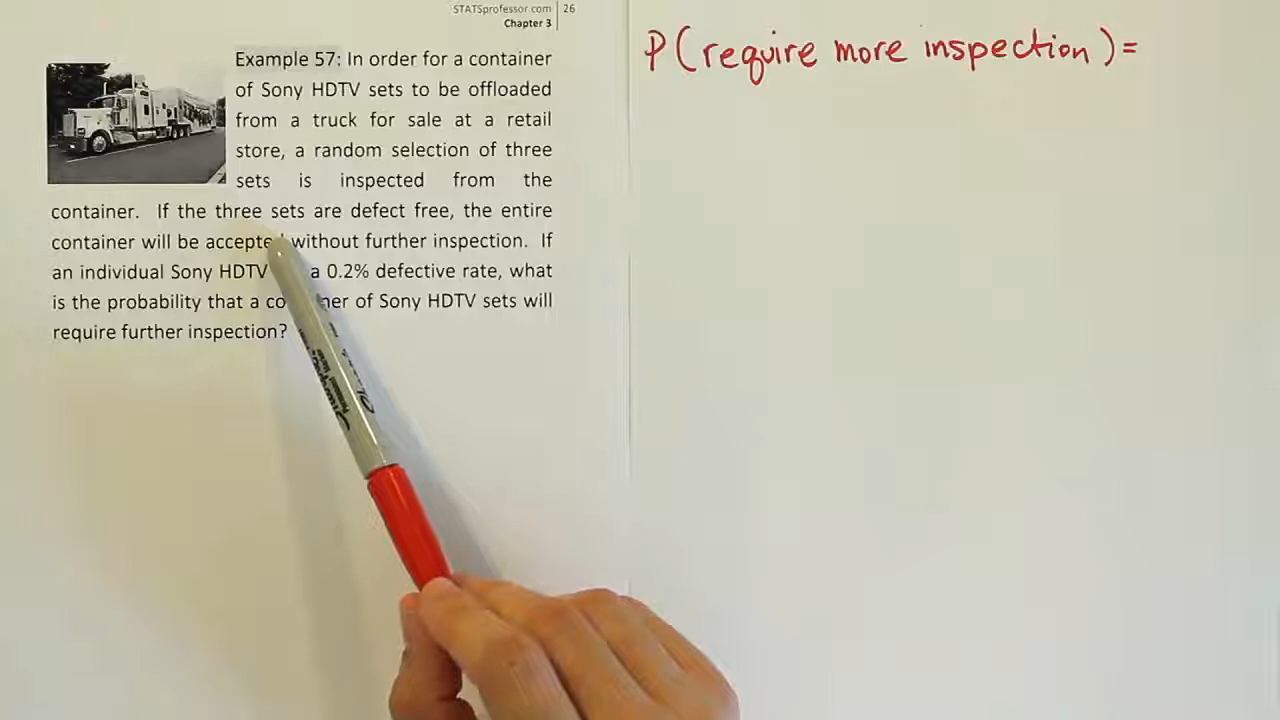 STATSprofessor.com 26
Chapter 3
Example 57: In order for a container
of Sony HDTV sets to be offloaded
from a truck for sale at a retail
store, a random selection of three
sets is inspected from the
container. If the three sets are defect free, the entire
container will be accepted without further inspection. If
an individual Sony HDTV a 0.2% defective rate, what
is the probability that a container of Sony HDTV sets will
require further inspection?
P(require more inspection)=